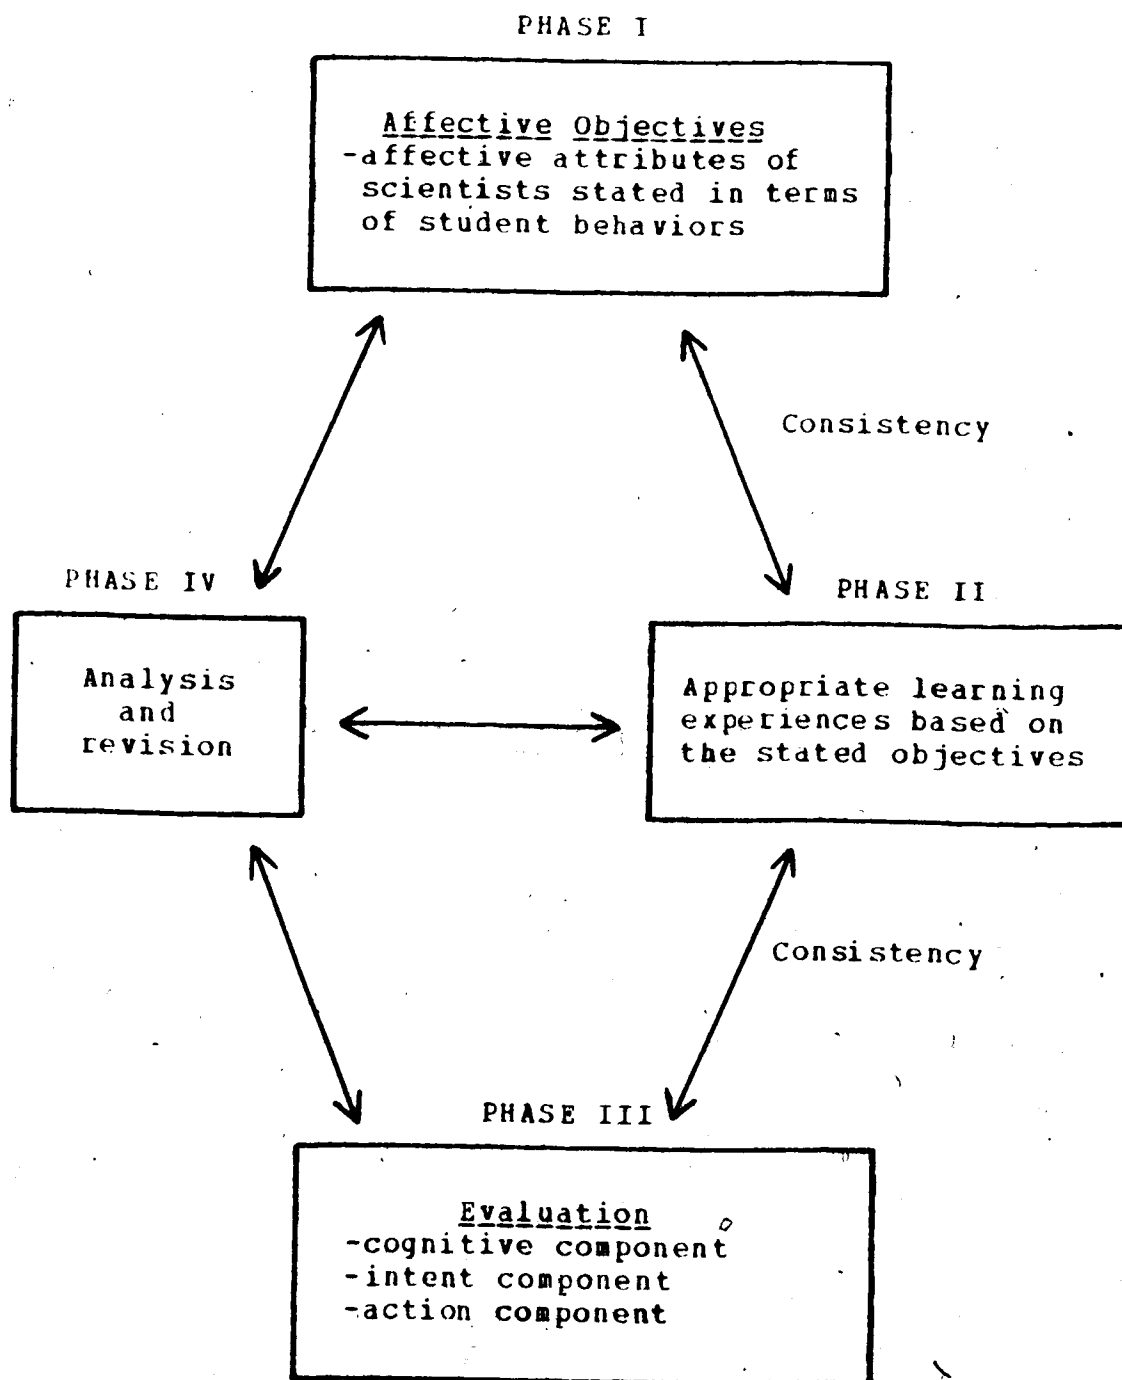 PHASE I
Affective Objectives
-affective attributes of
scientists stated in terms
of student behaviors
Consistency
PHASE IV
PHASE II
Analysis
and
revision
Appropriate learning
experiences based on
the stated objectives
Consistency
PHASE III
Evaluation
-cognitive component
-intent component
-action component